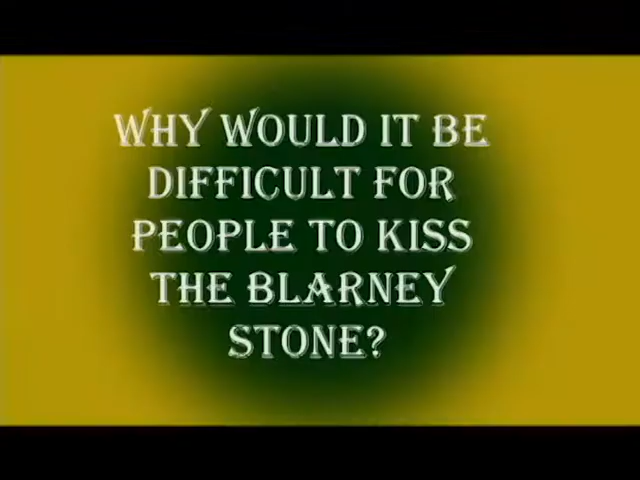 WHY WOULD IT BE
DIFFICULT FOR
PEOPLE TO KISS
THE BLARNEY
STONE?